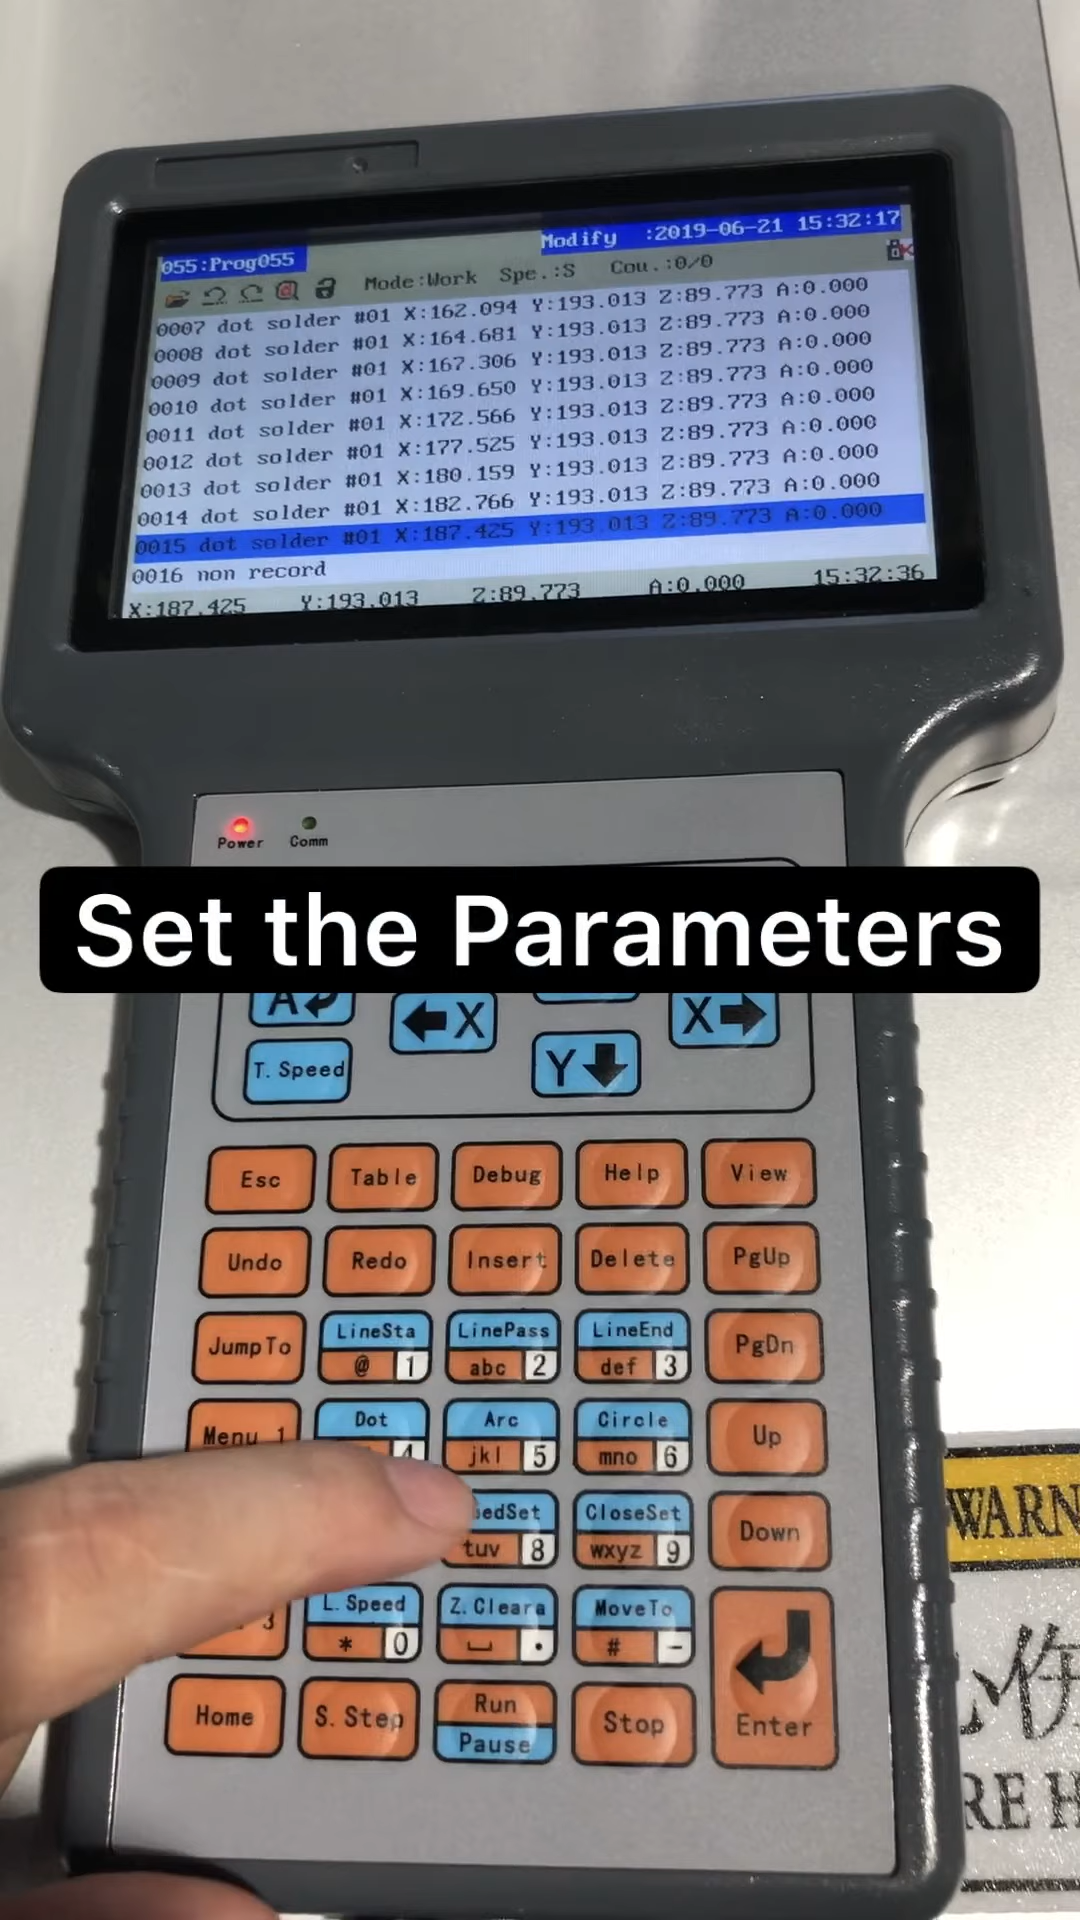 055:Prog055
Modify :2019-06-21 15:32:17
Mode:Work Spe.:S Cou.:0/0
0007 dot solder #01 X:162.094 Y:193.013 Z:89.773 A:0.000
0008 dot solder #01 X:164.681 Y:193.013 Z:89.773 A:0.000
0009 dot solder #01 X:167.306 Y:193.013 Z:89.773 A:0.000
0010 dot solder #01 X:169.650 Y:193.013 Z:89.773 A:0.000
0011 dot solder #01 X:172.566 Y:193.013 Z:89.773 A:0.000
0012 dot solder #01 X:177.525 Y:193.013 Z:89.773 A:0.000
0013 dot solder #01 X:180.159 Y:193.013 Z:89.773 A:0.000
0014 dot solder #01 X:182.766 Y:193.013 Z:89.773 A:0.000
0015 dot solder #01 X:187.425 Y:193.013 Z:89.773 A:0.000
0016 non record
X:187.425 Y:193.013 Z:89.773 A:0.000 15:32:36
Power Comm
Set the Parameters
A X X
T. Speed Y
Esc Table Debug Help View
Undo Redo Insert Delete PgUp
JumpTo LineSta @ 1 LinePass abc 2 LineEnd def 3 PgDn
Menu 1 Dot 4 Arc jkl 5 Circle mno 6 Up
edSet tuv 8 CloseSet wxyz 9 Down
3 L. Speed * 0 Z. Cleara . MoveTo # - Enter
Home S. Step Run Pause Stop
WARN
RE H